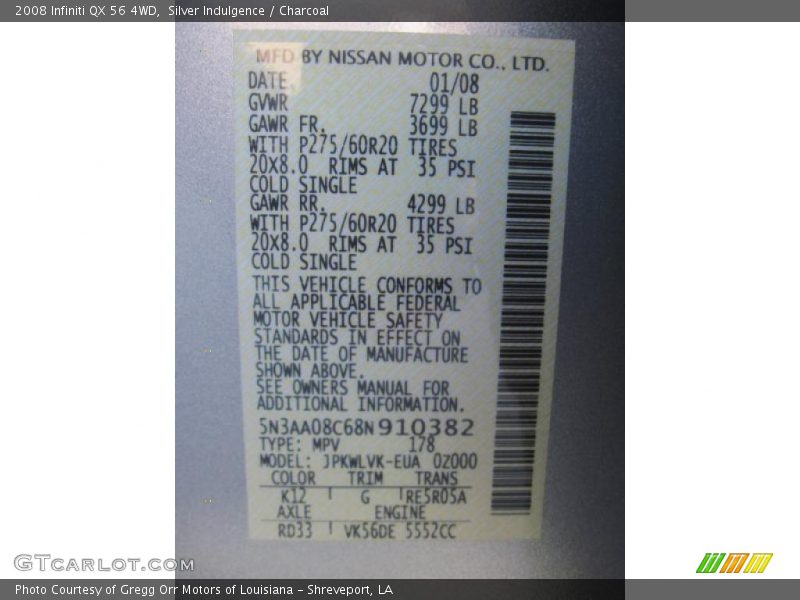 2008 Infiniti QX 56 4WD, Silver Indulgence / Charcoal
MFD BY NISSAN MOTOR CO., LTD.
DATE 01/08
GVWR 7299 LB
GAWR FR. 3699 LB
WITH P275/60R20 TIRES
20X8.0 RIMS AT 35 PSI
COLD SINGLE
GAWR RR. 4299 LB
WITH P275/60R20 TIRES
20X8.0 RIMS AT 35 PSI
COLD SINGLE
THIS VEHICLE CONFORMS TO
ALL APPLICABLE FEDERAL
MOTOR VEHICLE SAFETY
STANDARDS IN EFFECT ON
THE DATE OF MANUFACTURE
SHOWN ABOVE.
SEE OWNERS MANUAL FOR
ADDITIONAL INFORMATION.
5N3AA08C68N910382
TYPE: MPV 178
MODEL: JPKWLVK-EUA 0Z000
COLOR TRIM TRANS
K12 G RE5R05A
AXLE ENGINE
RD33 VK56DE 5552CC
GTCarLot.com
Photo Courtesy of Gregg Orr Motors of Louisiana - Shreveport, LA